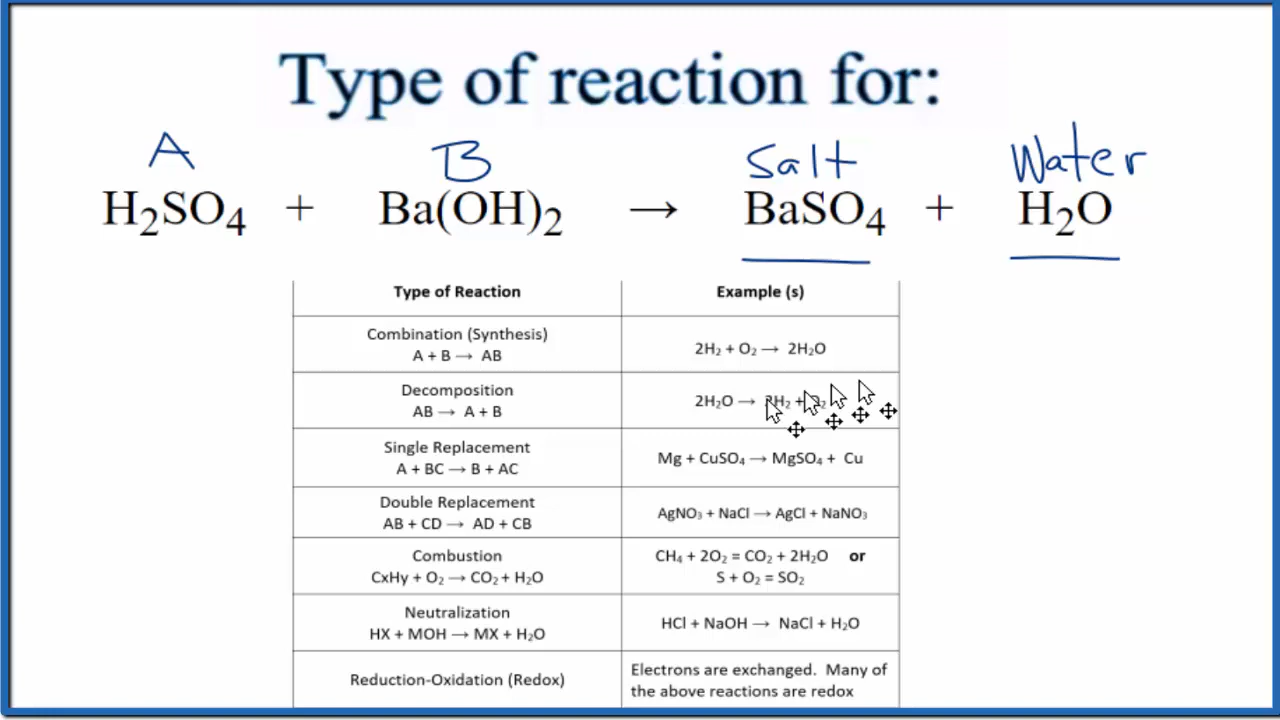 Type of reaction for:
A B Salt Water
H₂SO₄ + Ba(OH)₂ → BaSO₄ + H₂O
Type of Reaction Example (s)
Combination (Synthesis)
A + B → AB
2H₂ + O₂ → 2H₂O
Decomposition
AB → A + B
2H₂O → 2H₂ + O₂
Single Replacement
A + BC → B + AC
Mg + CuSO₄ → MgSO₄ + Cu
Double Replacement
AB + CD → AD + CB
AgNO₃ + NaCl → AgCl + NaNO₃
Combustion
CxHy + O₂ → CO₂ + H₂O
CH₄ + 2O₂ = CO₂ + 2H₂O or
S + O₂ = SO₂
Neutralization
HX + MOH → MX + H₂O
HCl + NaOH → NaCl + H₂O
Reduction-Oxidation (Redox)
Electrons are exchanged. Many of
the above reactions are redox